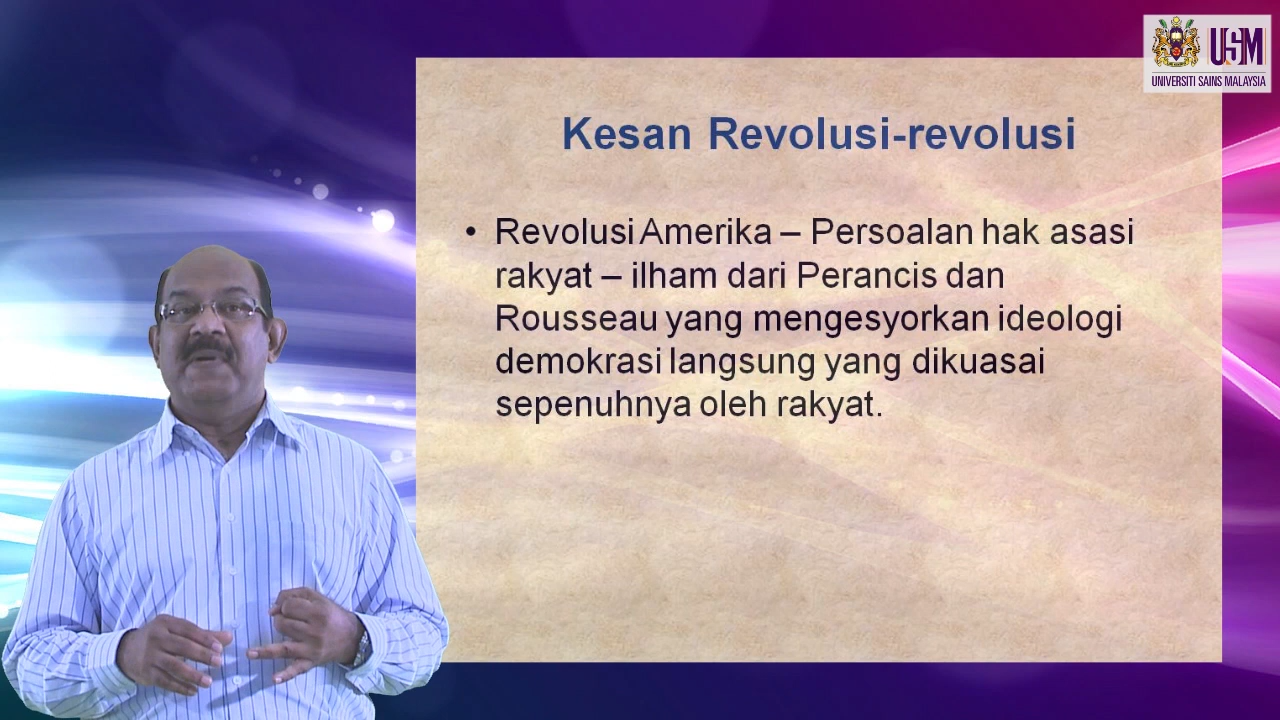 USM
UNIVERSITI SAINS MALAYSIA
Kesan Revolusi-revolusi
• Revolusi Amerika – Persoalan hak asasi
rakyat – ilham dari Perancis dan
Rousseau yang mengesyorkan ideologi
demokrasi langsung yang dikuasai
sepenuhnya oleh rakyat.